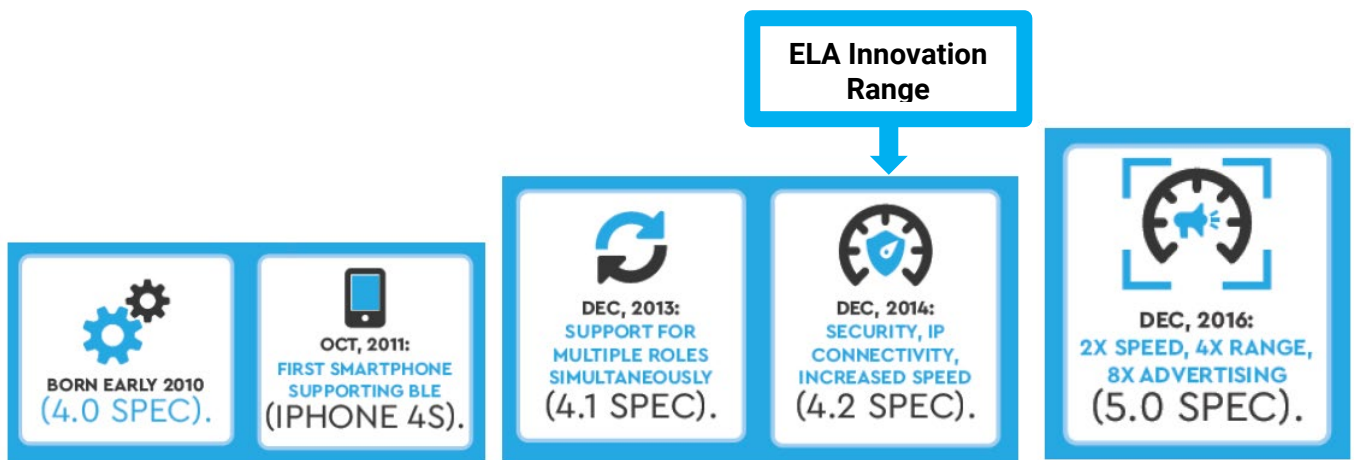 ELA Innovation
Range
BORN EARLY 2010
(4.0 SPEC).
OCT, 2011:
FIRST SMARTPHONE
SUPPORTING BLE
(IPHONE 4S).
DEC, 2013:
SUPPORT FOR
MULTIPLE ROLES
SIMULTANEOUSLY
(4.1 SPEC).
DEC, 2014:
SECURITY, IP
CONNECTIVITY,
INCREASED SPEED
(4.2 SPEC).
DEC, 2016:
2X SPEED, 4X RANGE,
8X ADVERTISING
(5.0 SPEC).